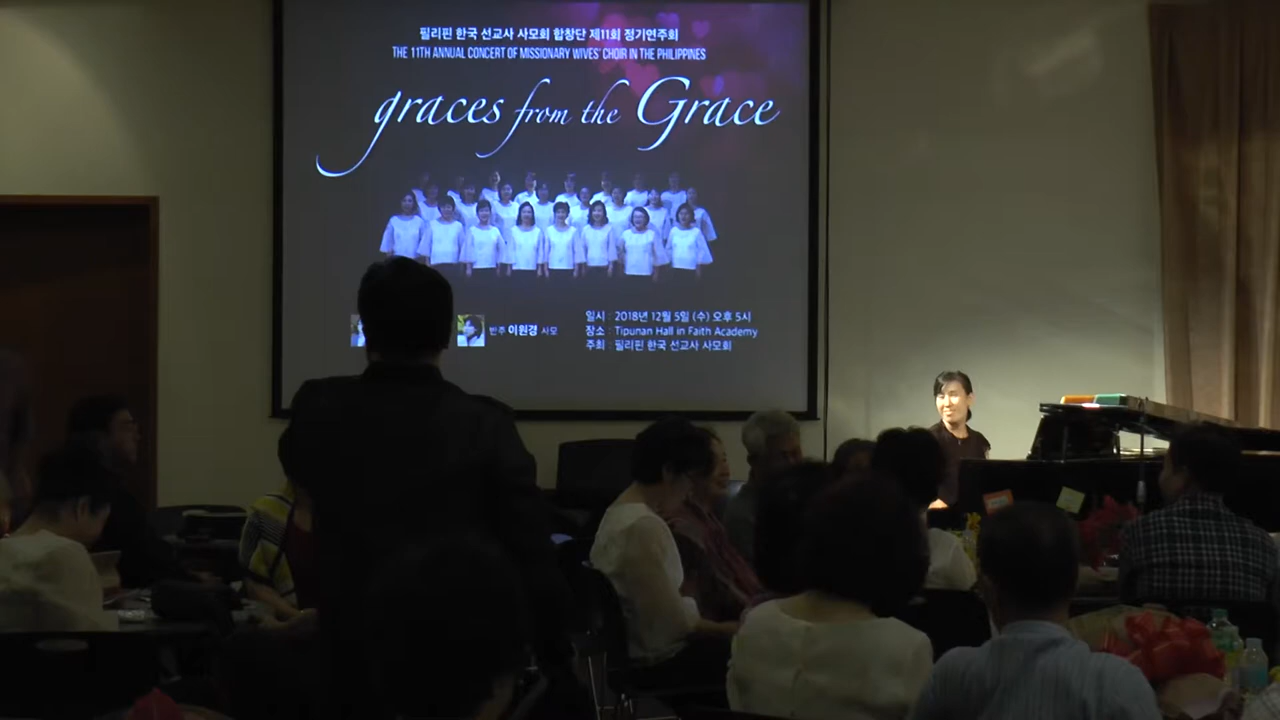 필리핀 한국 선교사 사모회 합창단 제11회 정기연주회
THE 11TH ANNUAL CONCERT OF MISSIONARY WIVES' CHOIR IN THE PHILIPPINES
graces from the Grace
반주 이원경 사모
일시 : 2018년 12월 5일 (수) 오후 5시
장소 : Tipunan Hall in Faith Academy
주최 : 필리핀 한국 선교사 사모회